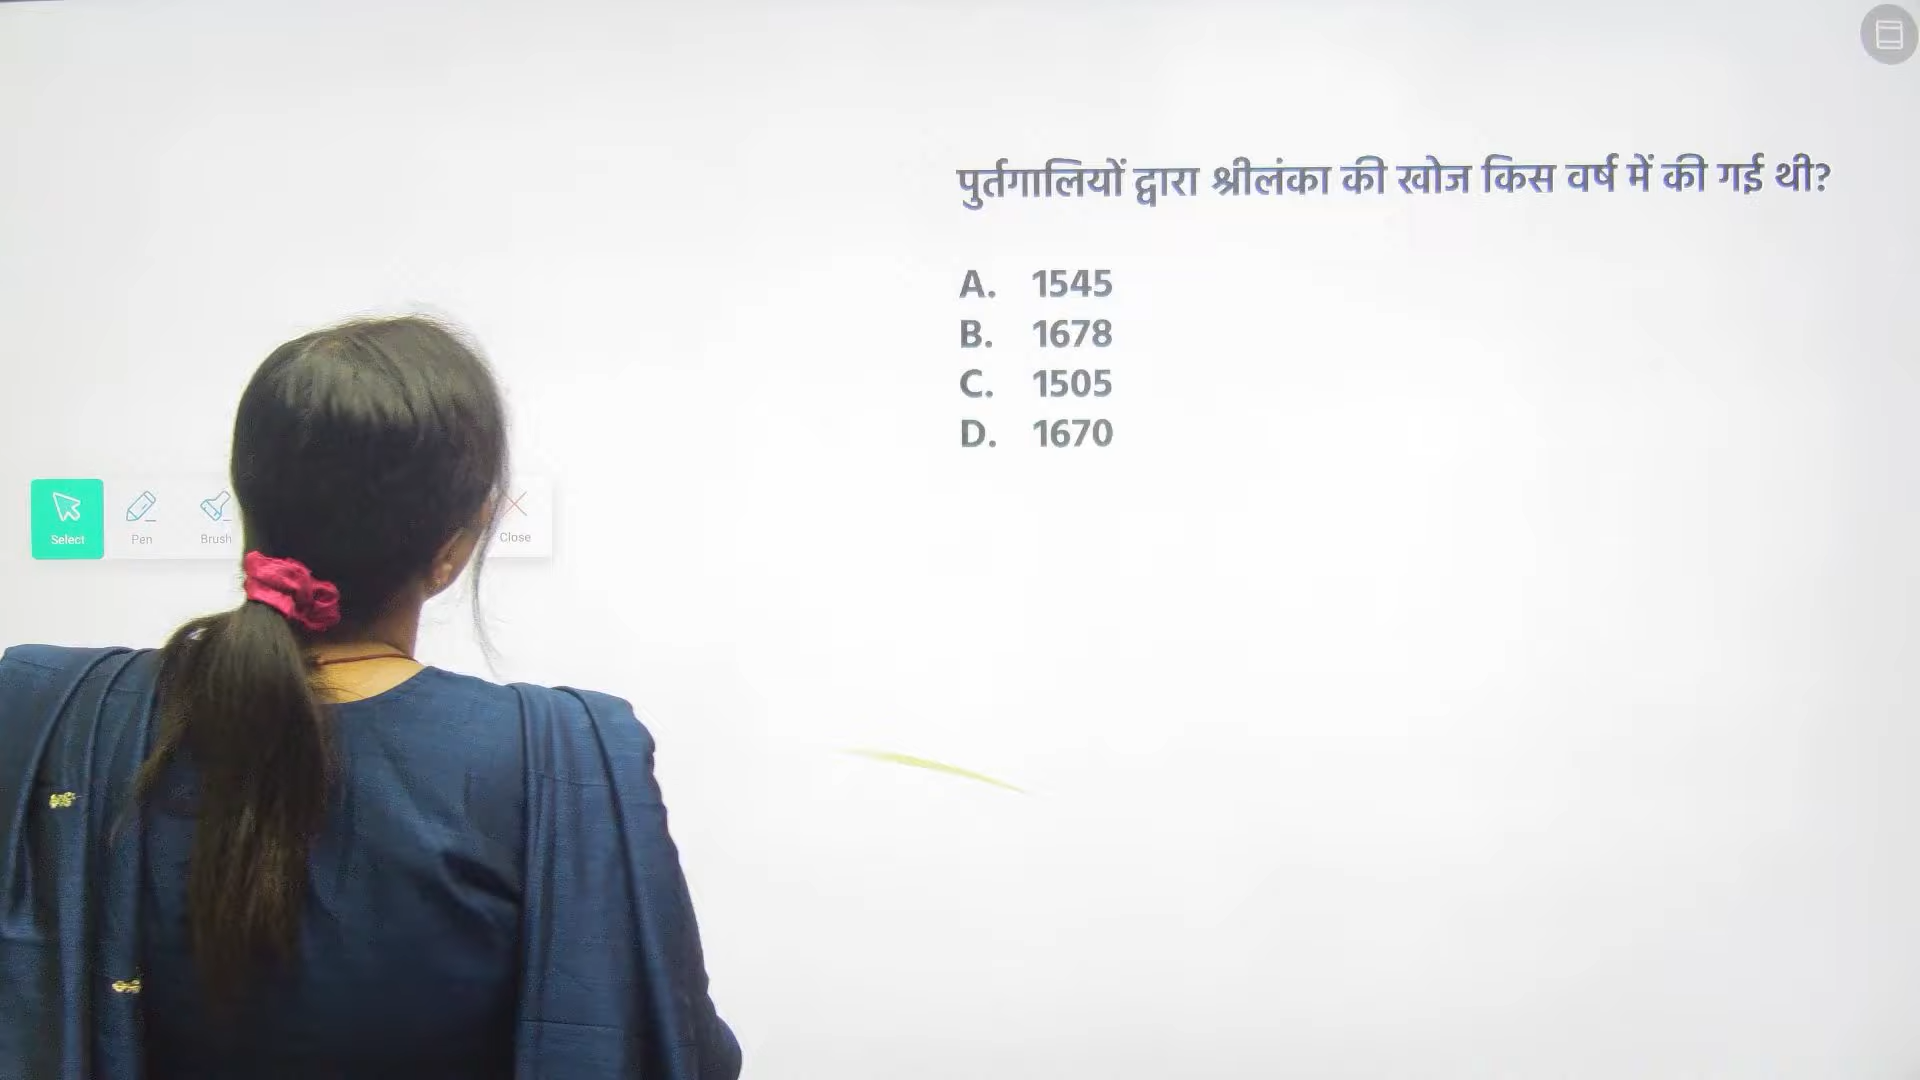 पुर्तगालियों द्वारा श्रीलंका की खोज किस वर्ष में की गई थी?
A. 1545
B. 1678
C. 1505
D. 1670
Select
Pen
Brush
Close